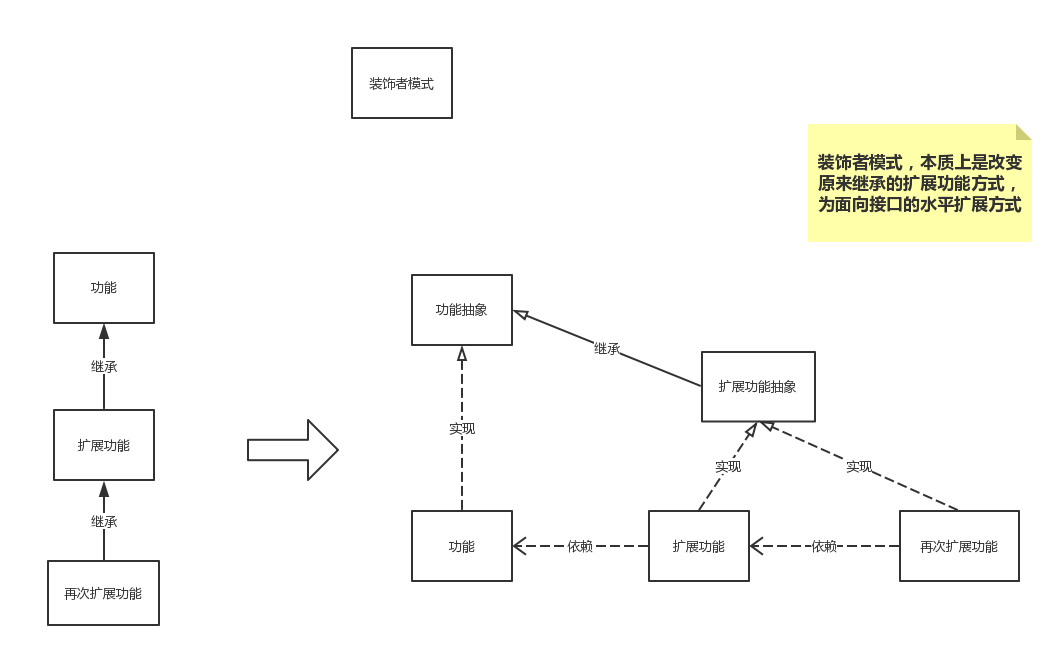 装饰者模式
装饰者模式，本质上是改变
原来继承的扩展功能方式，
为面向接口的水平扩展方式
功能
继承
扩展功能
继承
再次扩展功能
功能抽象
继承
扩展功能抽象
实现
实现
实现
功能
依赖
扩展功能
依赖
再次扩展功能